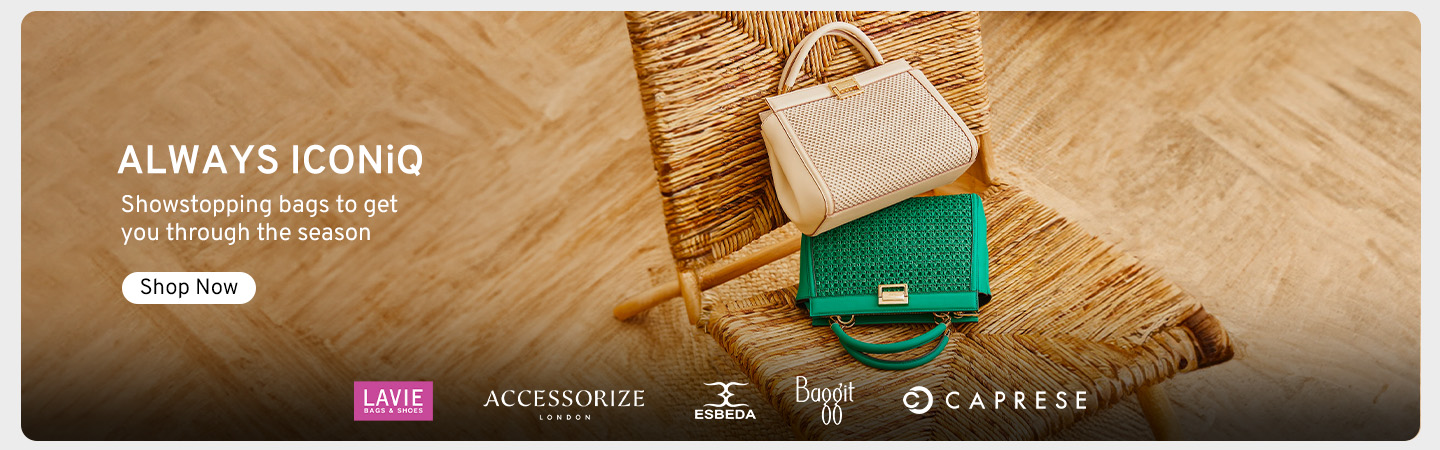 ALWAYS ICONiQ
Showstopping bags to get
you through the season
Shop Now
LAVIE
BAGS & SHOES
ACCESSORIZE
LONDON
ESBEDA
Baggit
CAPRESE